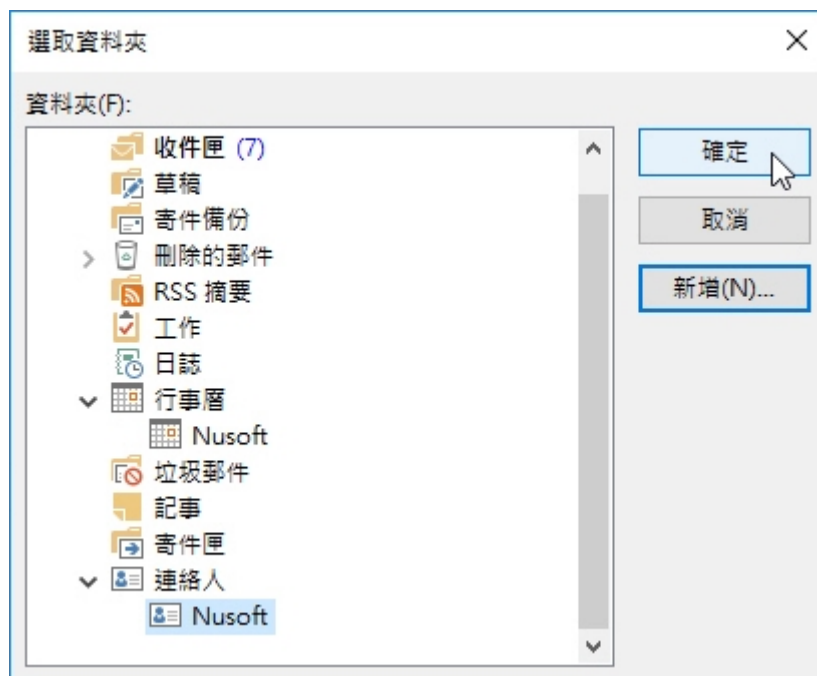 選取資料夾
資料夾(F):
收件匣 (7)
草稿
寄件備份
刪除的郵件
RSS 摘要
工作
日誌
行事曆
Nusoft
垃圾郵件
記事
寄件匣
連絡人
Nusoft
確定
取消
新增(N)...